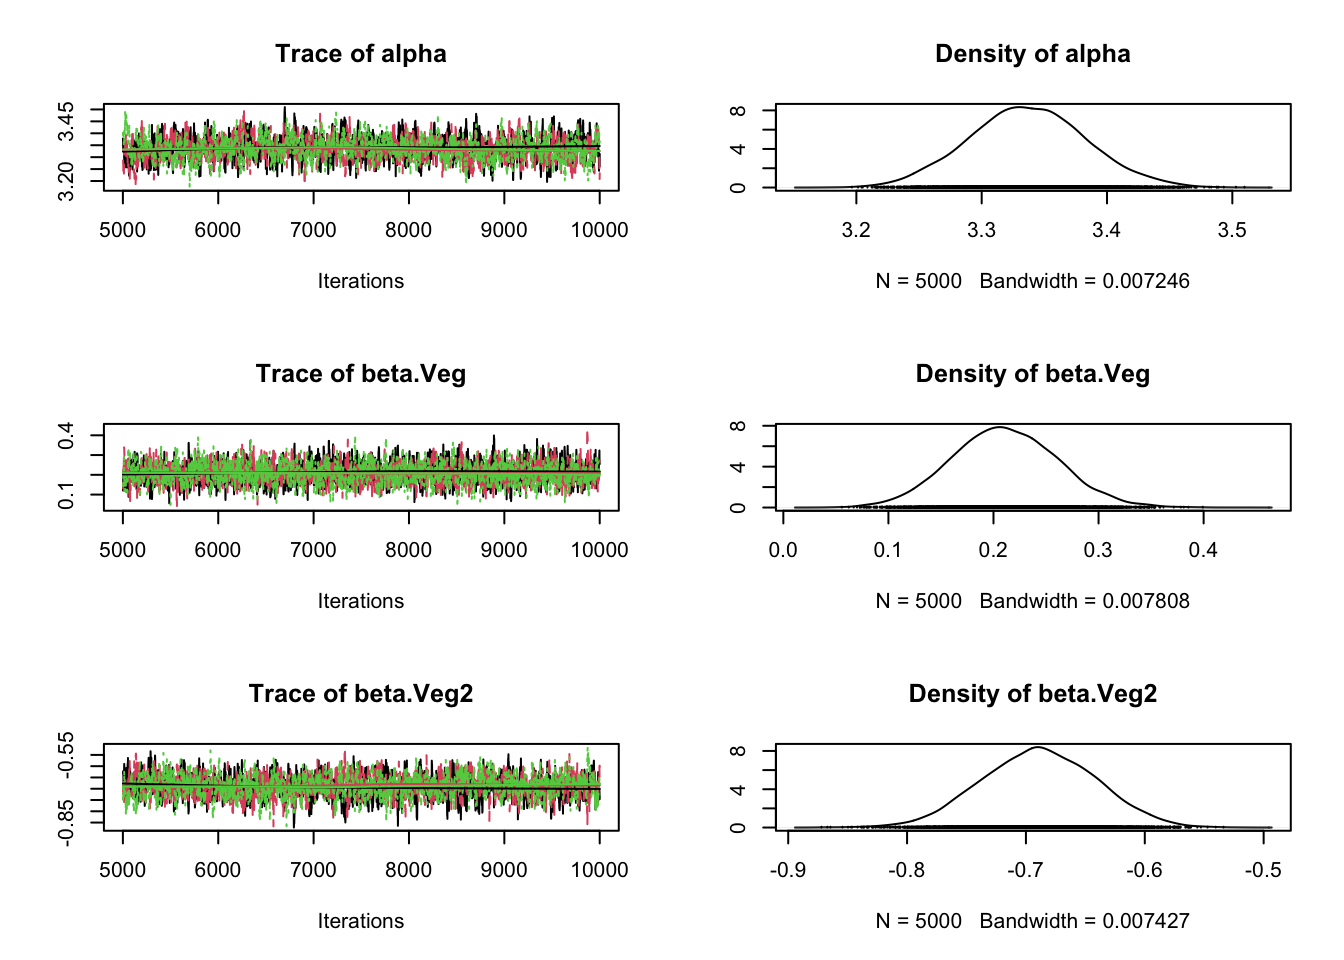 Trace of alpha
3.45
3.20
5000 6000 7000 8000 9000 10000
Iterations
Density of alpha
8
4
0
3.2 3.3 3.4 3.5
N = 5000 Bandwidth = 0.007246
Trace of beta.Veg
0.4
0.1
5000 6000 7000 8000 9000 10000
Iterations
Density of beta.Veg
8
4
0
0.0 0.1 0.2 0.3 0.4
N = 5000 Bandwidth = 0.007808
Trace of beta.Veg2
-0.55
-0.85
5000 6000 7000 8000 9000 10000
Iterations
Density of beta.Veg2
8
4
0
-0.9 -0.8 -0.7 -0.6 -0.5
N = 5000 Bandwidth = 0.007427